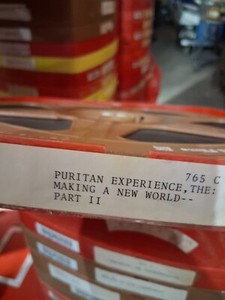 765 C
PURITAN EXPERIENCE,THE:
MAKING A NEW WORLD--
PART II